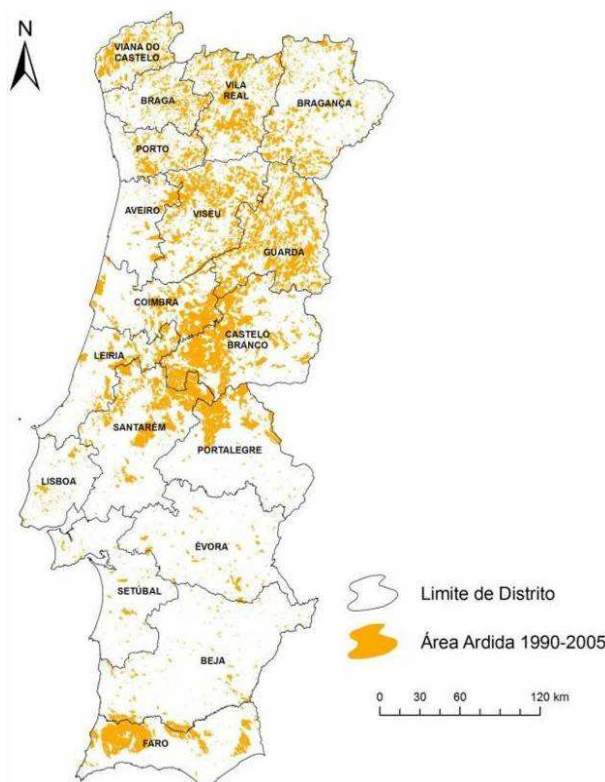 N
VIANA DO
CASTELO
BRAGA
VILA
REAL
BRAGANÇA
PORTO
AVEIRO
VISEU
GUARDA
COIMBRA
CASTELO
BRANCO
LEIRIA
SANTARÉM
PORTALEGRE
LISBOA
ÉVORA
SETÚBAL
BEJA
FARO
Limite de Distrito
Área Ardida 1990-2005
0 30 60 120 km